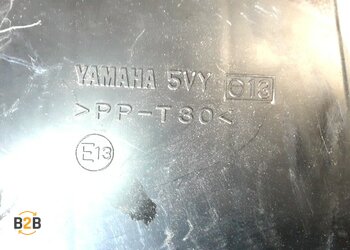 YAMAHA 5VY G13
>PP-T30<
E13
B2B